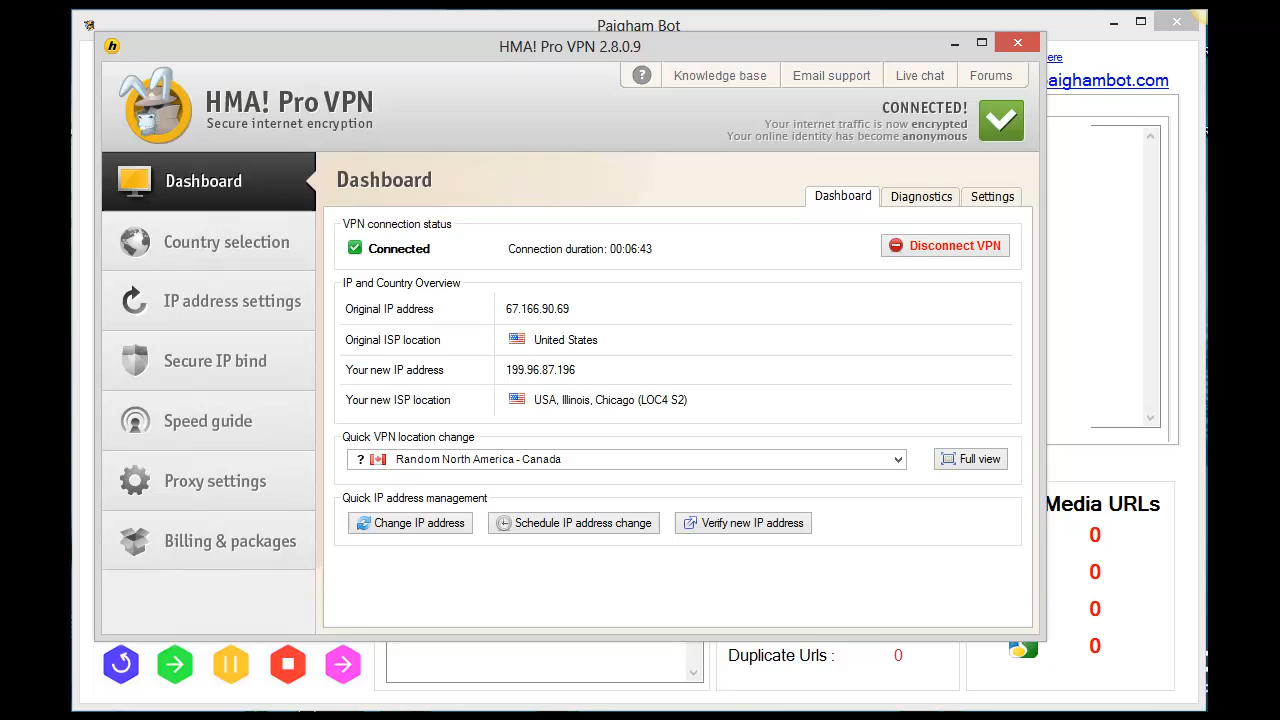 Paigham Bot
HMA! Pro VPN 2.8.0.9
h
ere
aighambot.com
?
Knowledge base
Email support
Live chat
Forums
HMA! Pro VPN
Secure internet encryption
CONNECTED!
Your internet traffic is now encrypted
Your online identity has become anonymous
Dashboard
Country selection
IP address settings
Secure IP bind
Speed guide
Proxy settings
Billing & packages
Dashboard
Dashboard
Diagnostics
Settings
VPN connection status
Connected
Connection duration: 00:06:43
Disconnect VPN
IP and Country Overview
Original IP address
67.166.90.69
Original ISP location
United States
Your new IP address
199.96.87.196
Your new ISP location
USA, Illinois, Chicago (LOC4 S2)
Quick VPN location change
? Random North America - Canada
Full view
Quick IP address management
Change IP address
Schedule IP address change
Verify new IP address
Media URLs
0
0
0
0
Duplicate Urls :
0